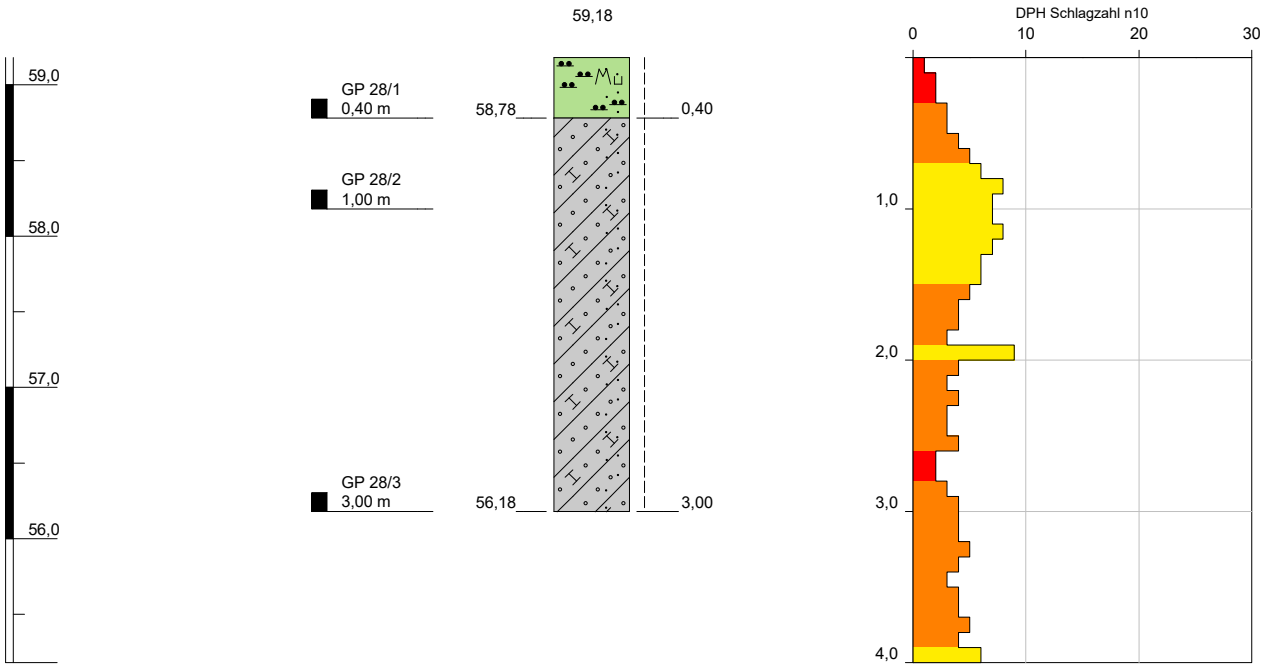 59,18
DPH Schlagzahl n10
0 10 20 30
59,0
GP 28/1
0,40 m
58,78
Mu
0,40
GP 28/2
1,00 m
1,0
58,0
2,0
57,0
GP 28/3
3,00 m
56,18
3,00
3,0
56,0
4,0